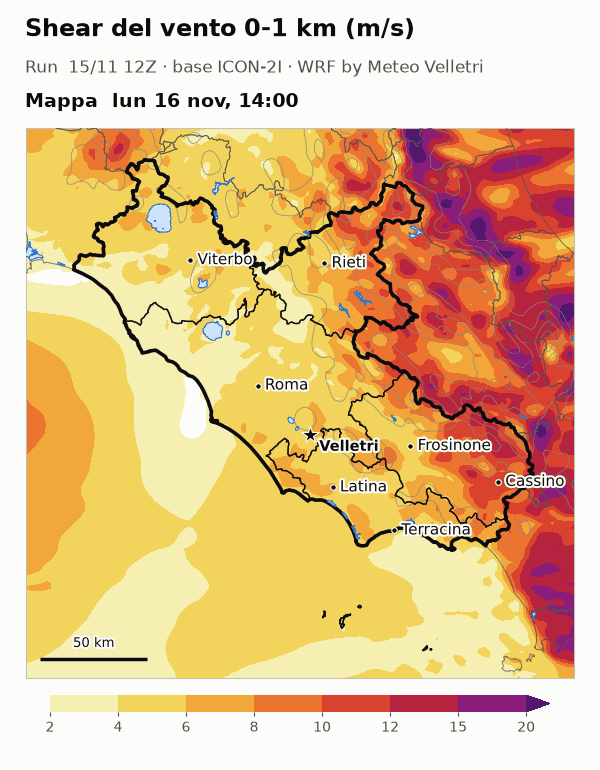 Shear del vento 0-1 km (m/s)
Run  15/11 12Z · base ICON-2I · WRF by Meteo Velletri
Mappa  lun 16 nov, 14:00
Viterbo
Rieti
Roma
Velletri
Frosinone
Cassino
Latina
Terracina
50 km
2 4 6 8 10 12 15 20